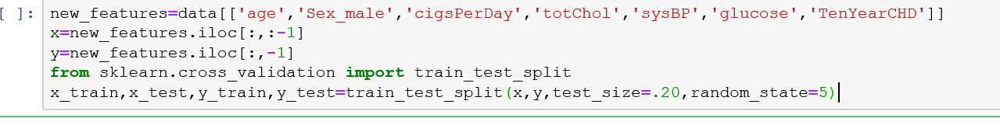 [ ]: new_features=data[['age','Sex_male','cigsPerDay','totChol','sysBP','glucose','TenYearCHD']]
x=new_features.iloc[:,:-1]
y=new_features.iloc[:,-1]
from sklearn.cross_validation import train_test_split
x_train,x_test,y_train,y_test=train_test_split(x,y,test_size=.20,random_state=5)